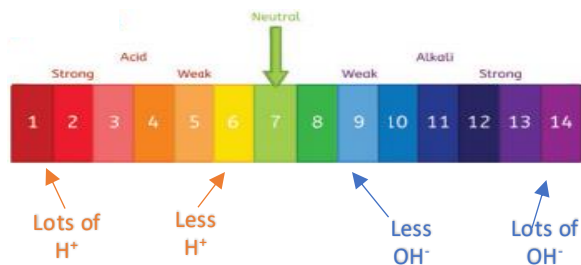 Neutral
Acid Alkali
Strong Weak Weak Strong
1 2 3 4 5 6 7 8 9 10 11 12 13 14
Lots of
H⁺
Less
H⁺
Less
OH⁻
Lots of
OH⁻